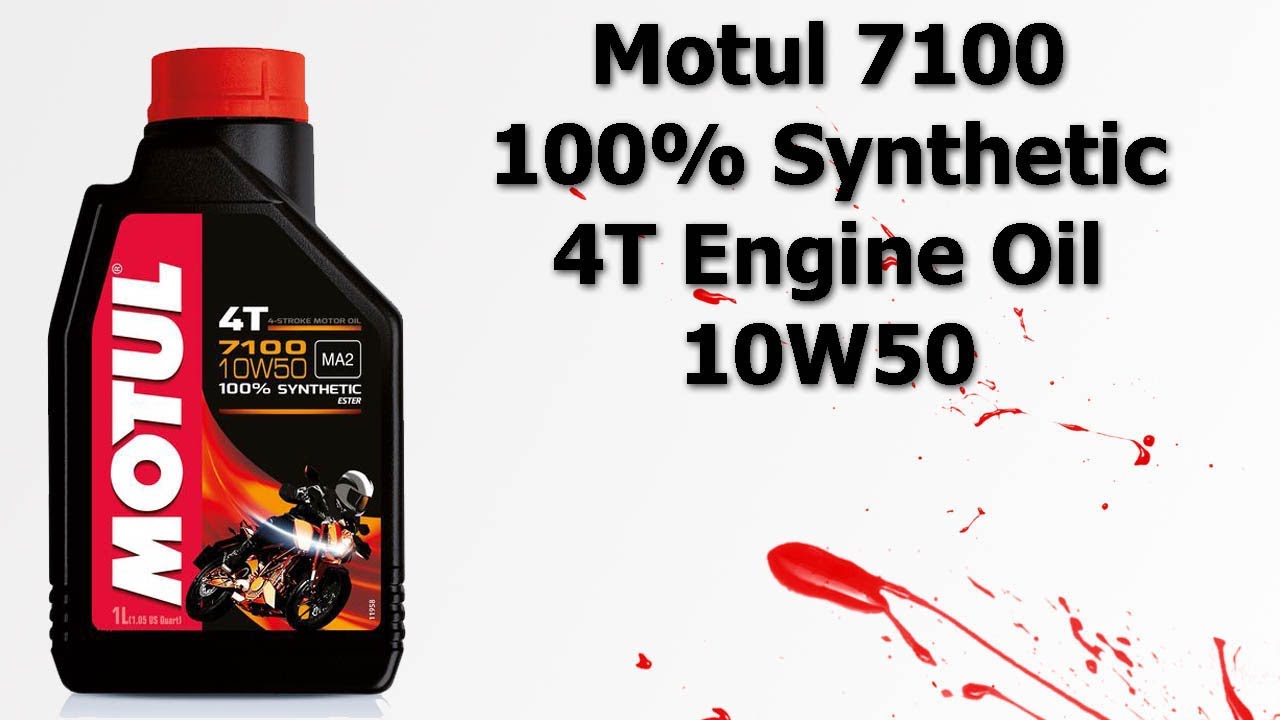 Motul 7100
100% Synthetic
4T Engine Oil
10W50
MOTUL®
4T 4-STROKE MOTOR OIL
7100
10W50 MA2
100% SYNTHETIC
ESTER
1L(1.05 US Quart)
11958